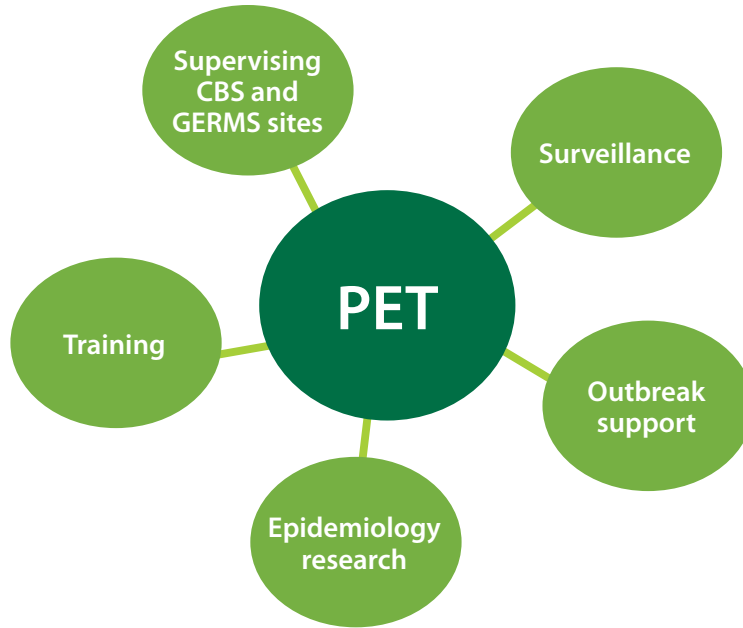 Supervising
CBS and
GERMS sites
Surveillance
PET
Training
Outbreak
support
Epidemiology
research